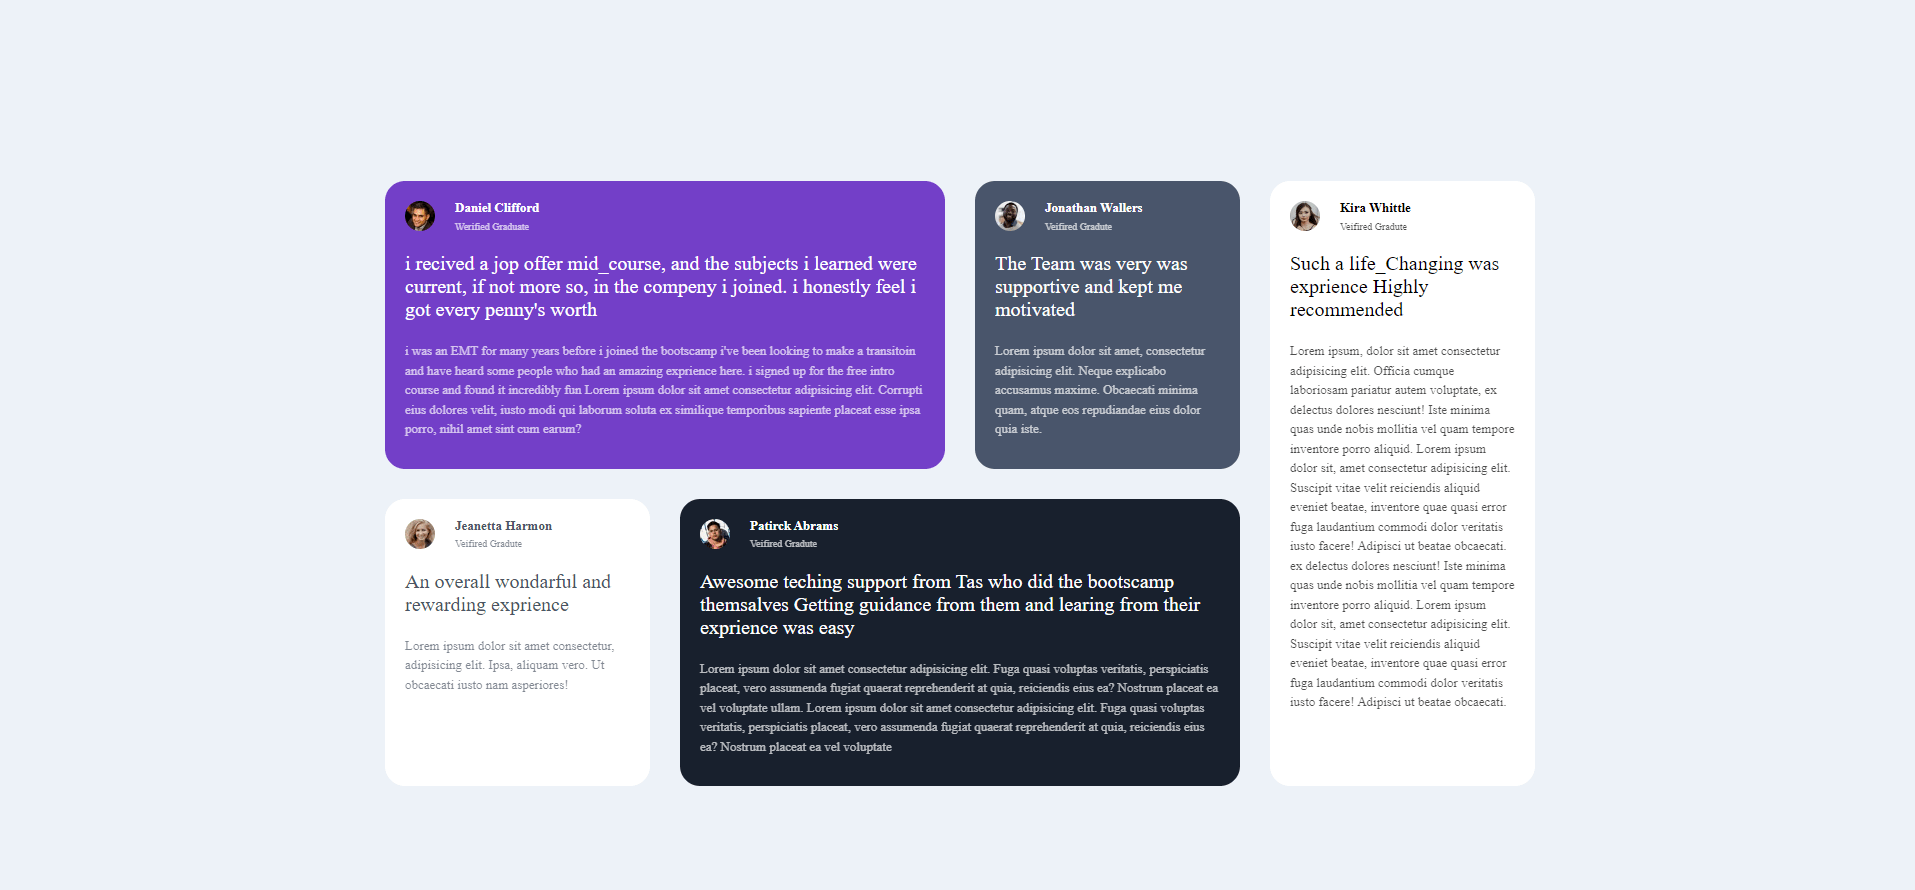 Daniel Clifford
Werified Graduate
i recived a jop offer mid_course, and the subjects i learned were
current, if not more so, in the compeny i joined. i honestly feel i
got every penny's worth
i was an EMT for many years before i joined the bootscamp i've been looking to make a transitoin
and have heard some people who had an amazing exprience here. i signed up for the free intro
course and found it incredibly fun Lorem ipsum dolor sit amet consectetur adipisicing elit. Corrupti
eius dolores velit, iusto modi qui laborum soluta ex similique temporibus sapiente placeat esse ipsa
porro, nihil amet sint cum earum?
Jonathan Wallers
Veifired Gradute
The Team was very was
supportive and kept me
motivated
Lorem ipsum dolor sit amet, consectetur
adipisicing elit. Neque explicabo
accusamus maxime. Obcaecati minima
quam, atque eos repudiandae eius dolor
quia iste.
Kira Whittle
Veifired Gradute
Such a life_Changing was
exprience Highly
recommended
Lorem ipsum, dolor sit amet consectetur
adipisicing elit. Officia cumque
laboriosam pariatur autem voluptate, ex
delectus dolores nesciunt! Iste minima
quas unde nobis mollitia vel quam tempore
inventore porro aliquid. Lorem ipsum
dolor sit, amet consectetur adipisicing elit.
Suscipit vitae velit reiciendis aliquid
eveniet beatae, inventore quae quasi error
fuga laudantium commodi dolor veritatis
iusto facere! Adipisci ut beatae obcaecati.
ex delectus dolores nesciunt! Iste minima
quas unde nobis mollitia vel quam tempore
inventore porro aliquid. Lorem ipsum
dolor sit, amet consectetur adipisicing elit.
Suscipit vitae velit reiciendis aliquid
eveniet beatae, inventore quae quasi error
fuga laudantium commodi dolor veritatis
iusto facere! Adipisci ut beatae obcaecati.
Jeanetta Harmon
Veifired Gradute
An overall wondarful and
rewarding exprience
Lorem ipsum dolor sit amet consectetur,
adipisicing elit. Ipsa, aliquam vero. Ut
obcaecati iusto nam asperiores!
Patirck Abrams
Veifired Gradute
Awesome teching support from Tas who did the bootscamp
themsalves Getting guidance from them and learing from their
exprience was easy
Lorem ipsum dolor sit amet consectetur adipisicing elit. Fuga quasi voluptas veritatis, perspiciatis
placeat, vero assumenda fugiat quaerat reprehenderit at quia, reiciendis eius ea? Nostrum placeat ea
vel voluptate ullam. Lorem ipsum dolor sit amet consectetur adipisicing elit. Fuga quasi voluptas
veritatis, perspiciatis placeat, vero assumenda fugiat quaerat reprehenderit at quia, reiciendis eius
ea? Nostrum placeat ea vel voluptate